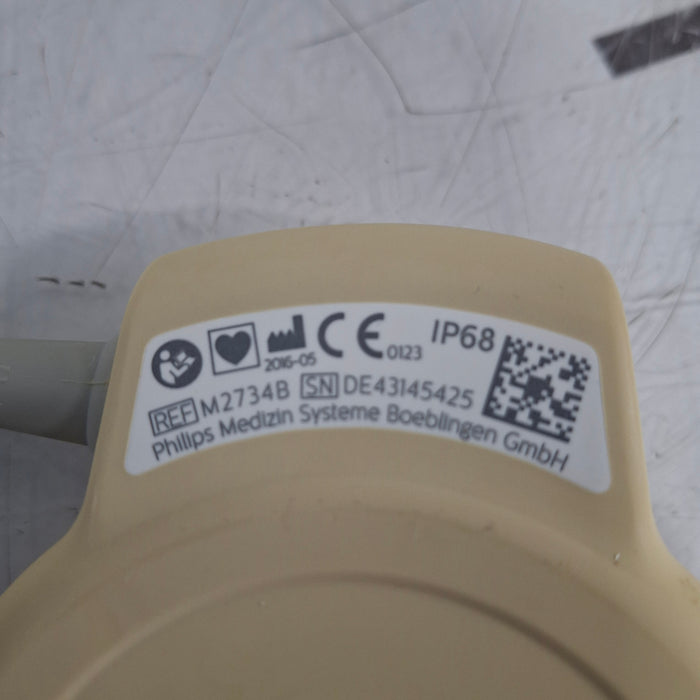 2016-05 CE 0123 IP68
REF M2734B SN DE43145425
Philips Medizin Systeme Boeblingen GmbH